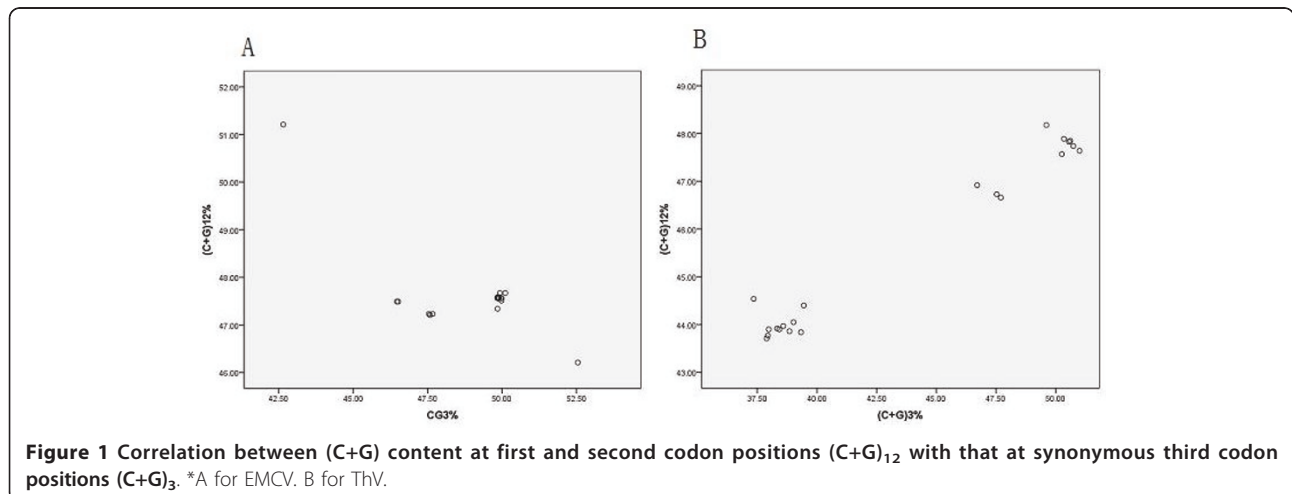 A
B
52.00
51.00
50.00
49.00
48.00
47.00
46.00
(C+G)12%
42.50 45.00 47.50 50.00 52.50
CG3%
49.00
48.00
47.00
46.00
45.00
44.00
43.00
(C+G)12%
37.50 40.00 42.50 45.00 47.50 50.00
(C+G)3%
Figure 1 Correlation between (C+G) content at first and second codon positions (C+G)12 with that at synonymous third codon
positions (C+G)3. *A for EMCV. B for ThV.